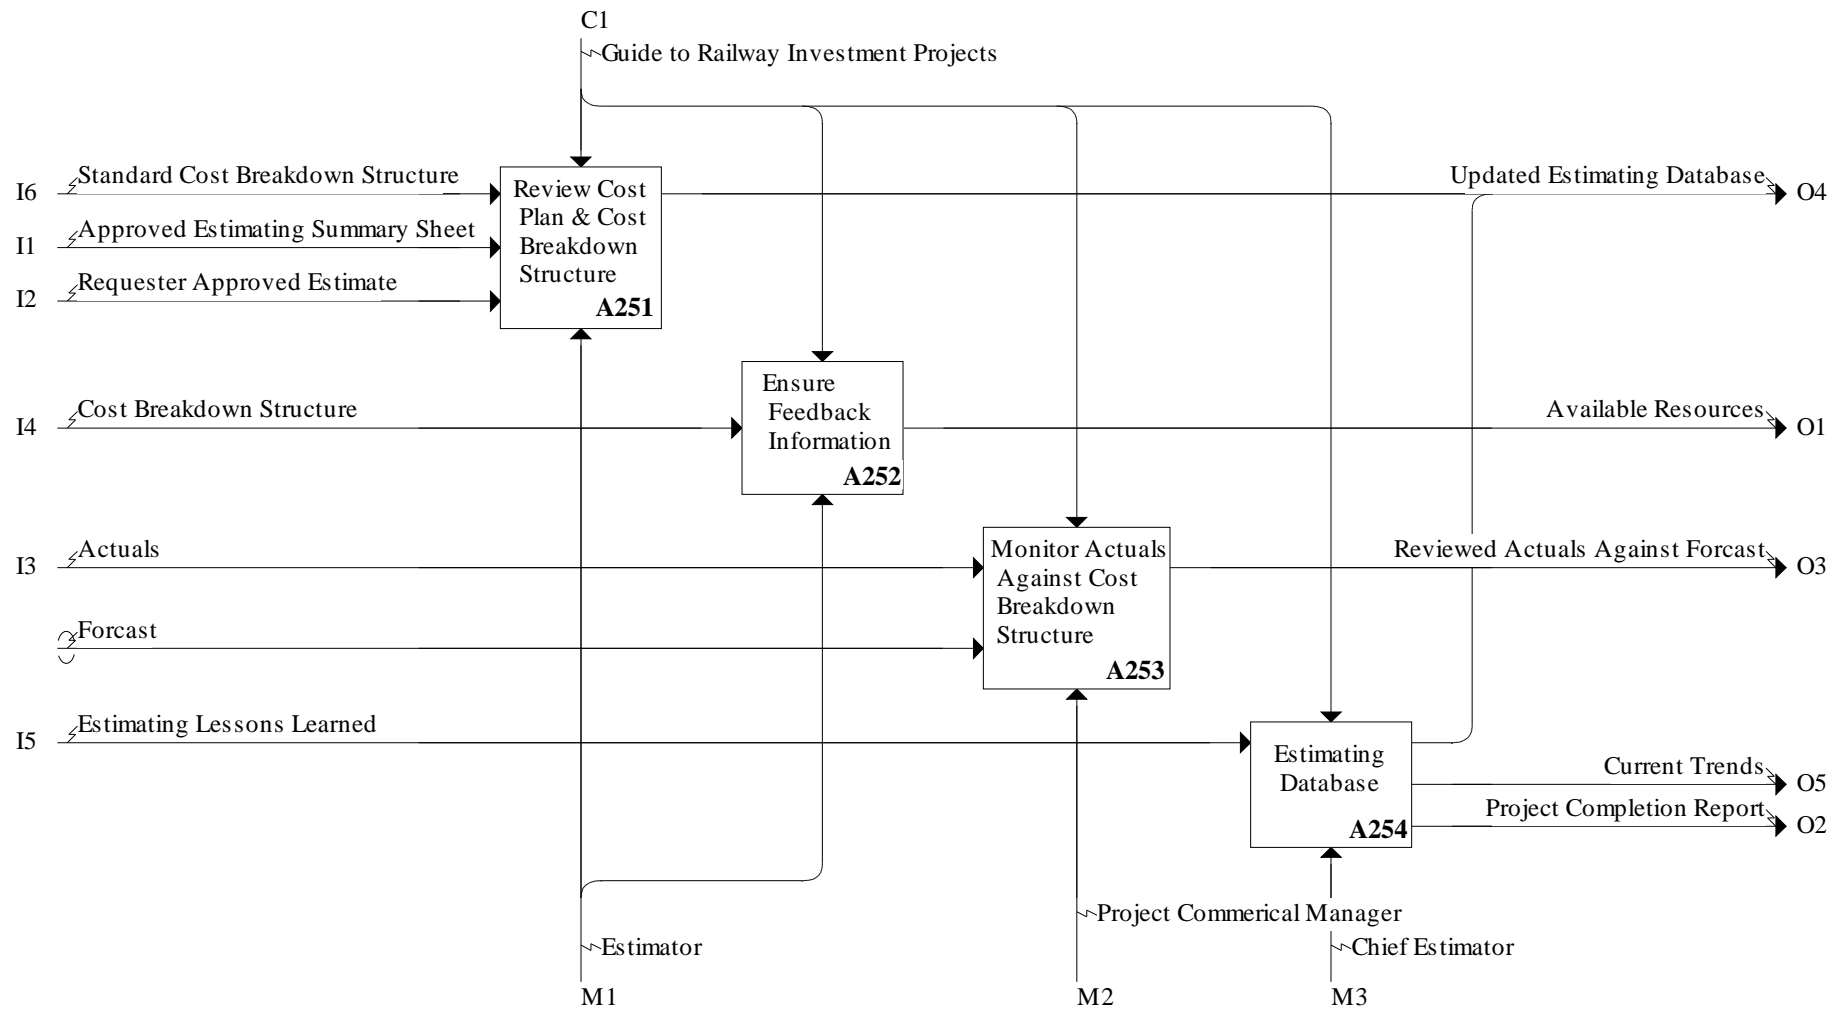 C1
Guide to Railway Investment Projects
I6
Standard Cost Breakdown Structure
I1
Approved Estimating Summary Sheet
I2
Requester Approved Estimate
Review Cost
Plan & Cost
Breakdown
Structure
A251
Updated Estimating Database
O4
I4
Cost Breakdown Structure
Ensure
Feedback
Information
A252
Available Resources
O1
I3
Actuals
Forcast
Monitor Actuals
Against Cost
Breakdown
Structure
A253
Reviewed Actuals Against Forcast
O3
I5
Estimating Lessons Learned
Estimating
Database
A254
Current Trends
O5
Project Completion Report
O2
Project Commerical Manager
Estimator
Chief Estimator
M1
M2
M3